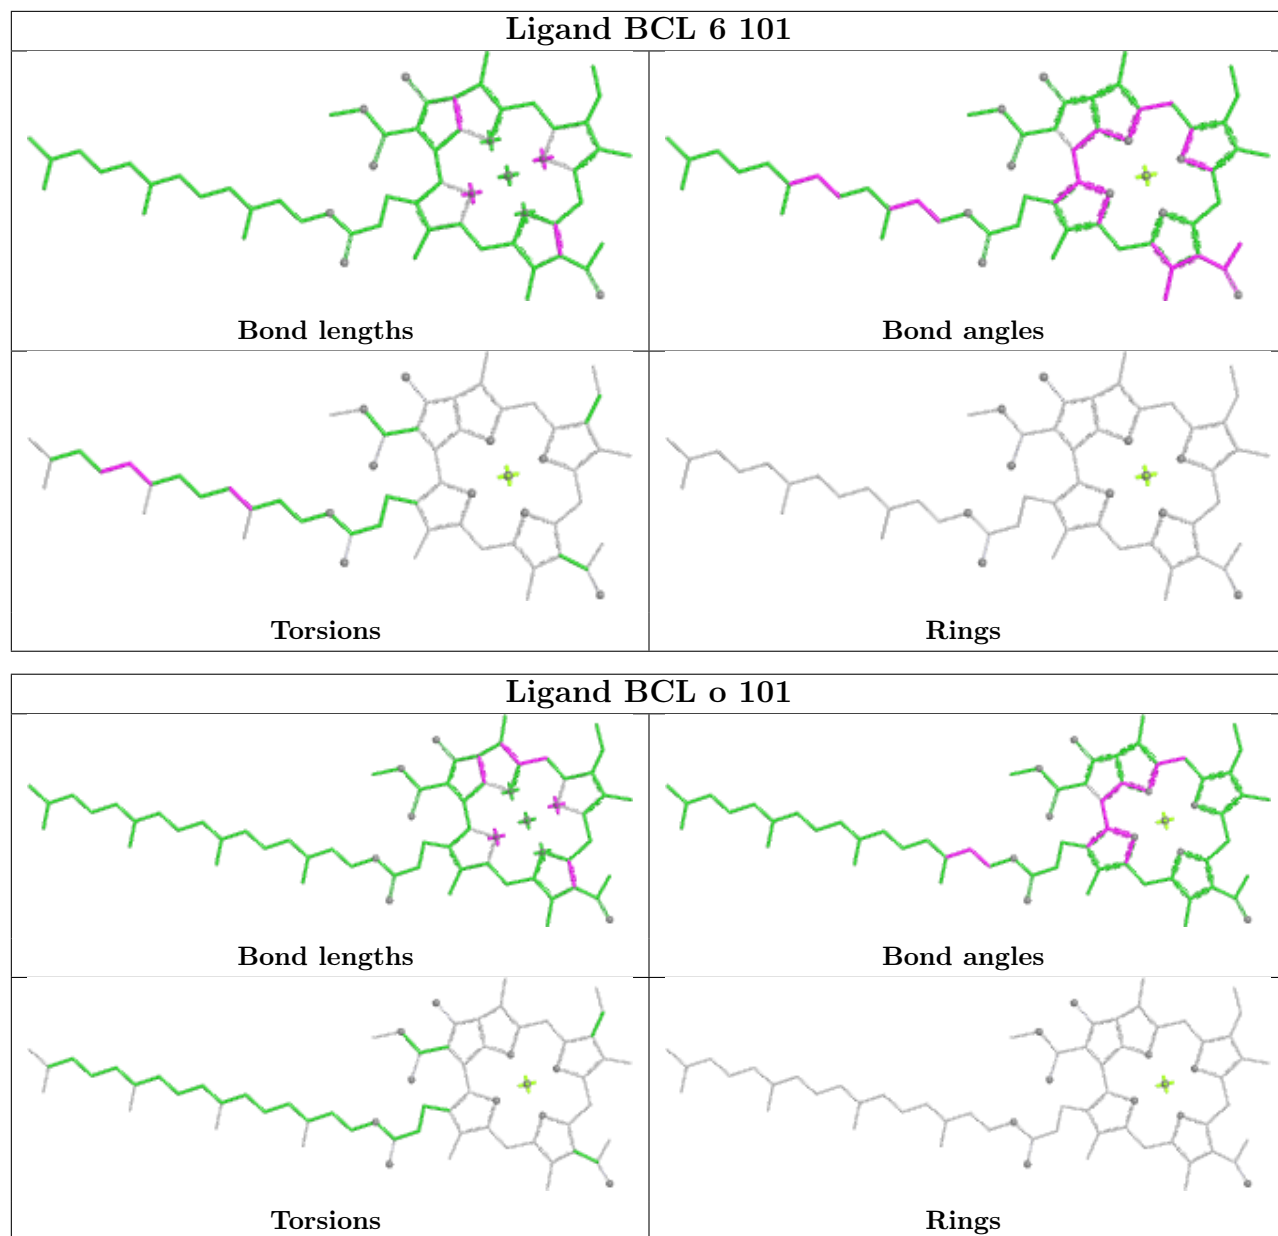 Ligand BCL 6 101
Bond lengths
Bond angles
Torsions
Rings
Ligand BCL o 101
Bond lengths
Bond angles
Torsions
Rings